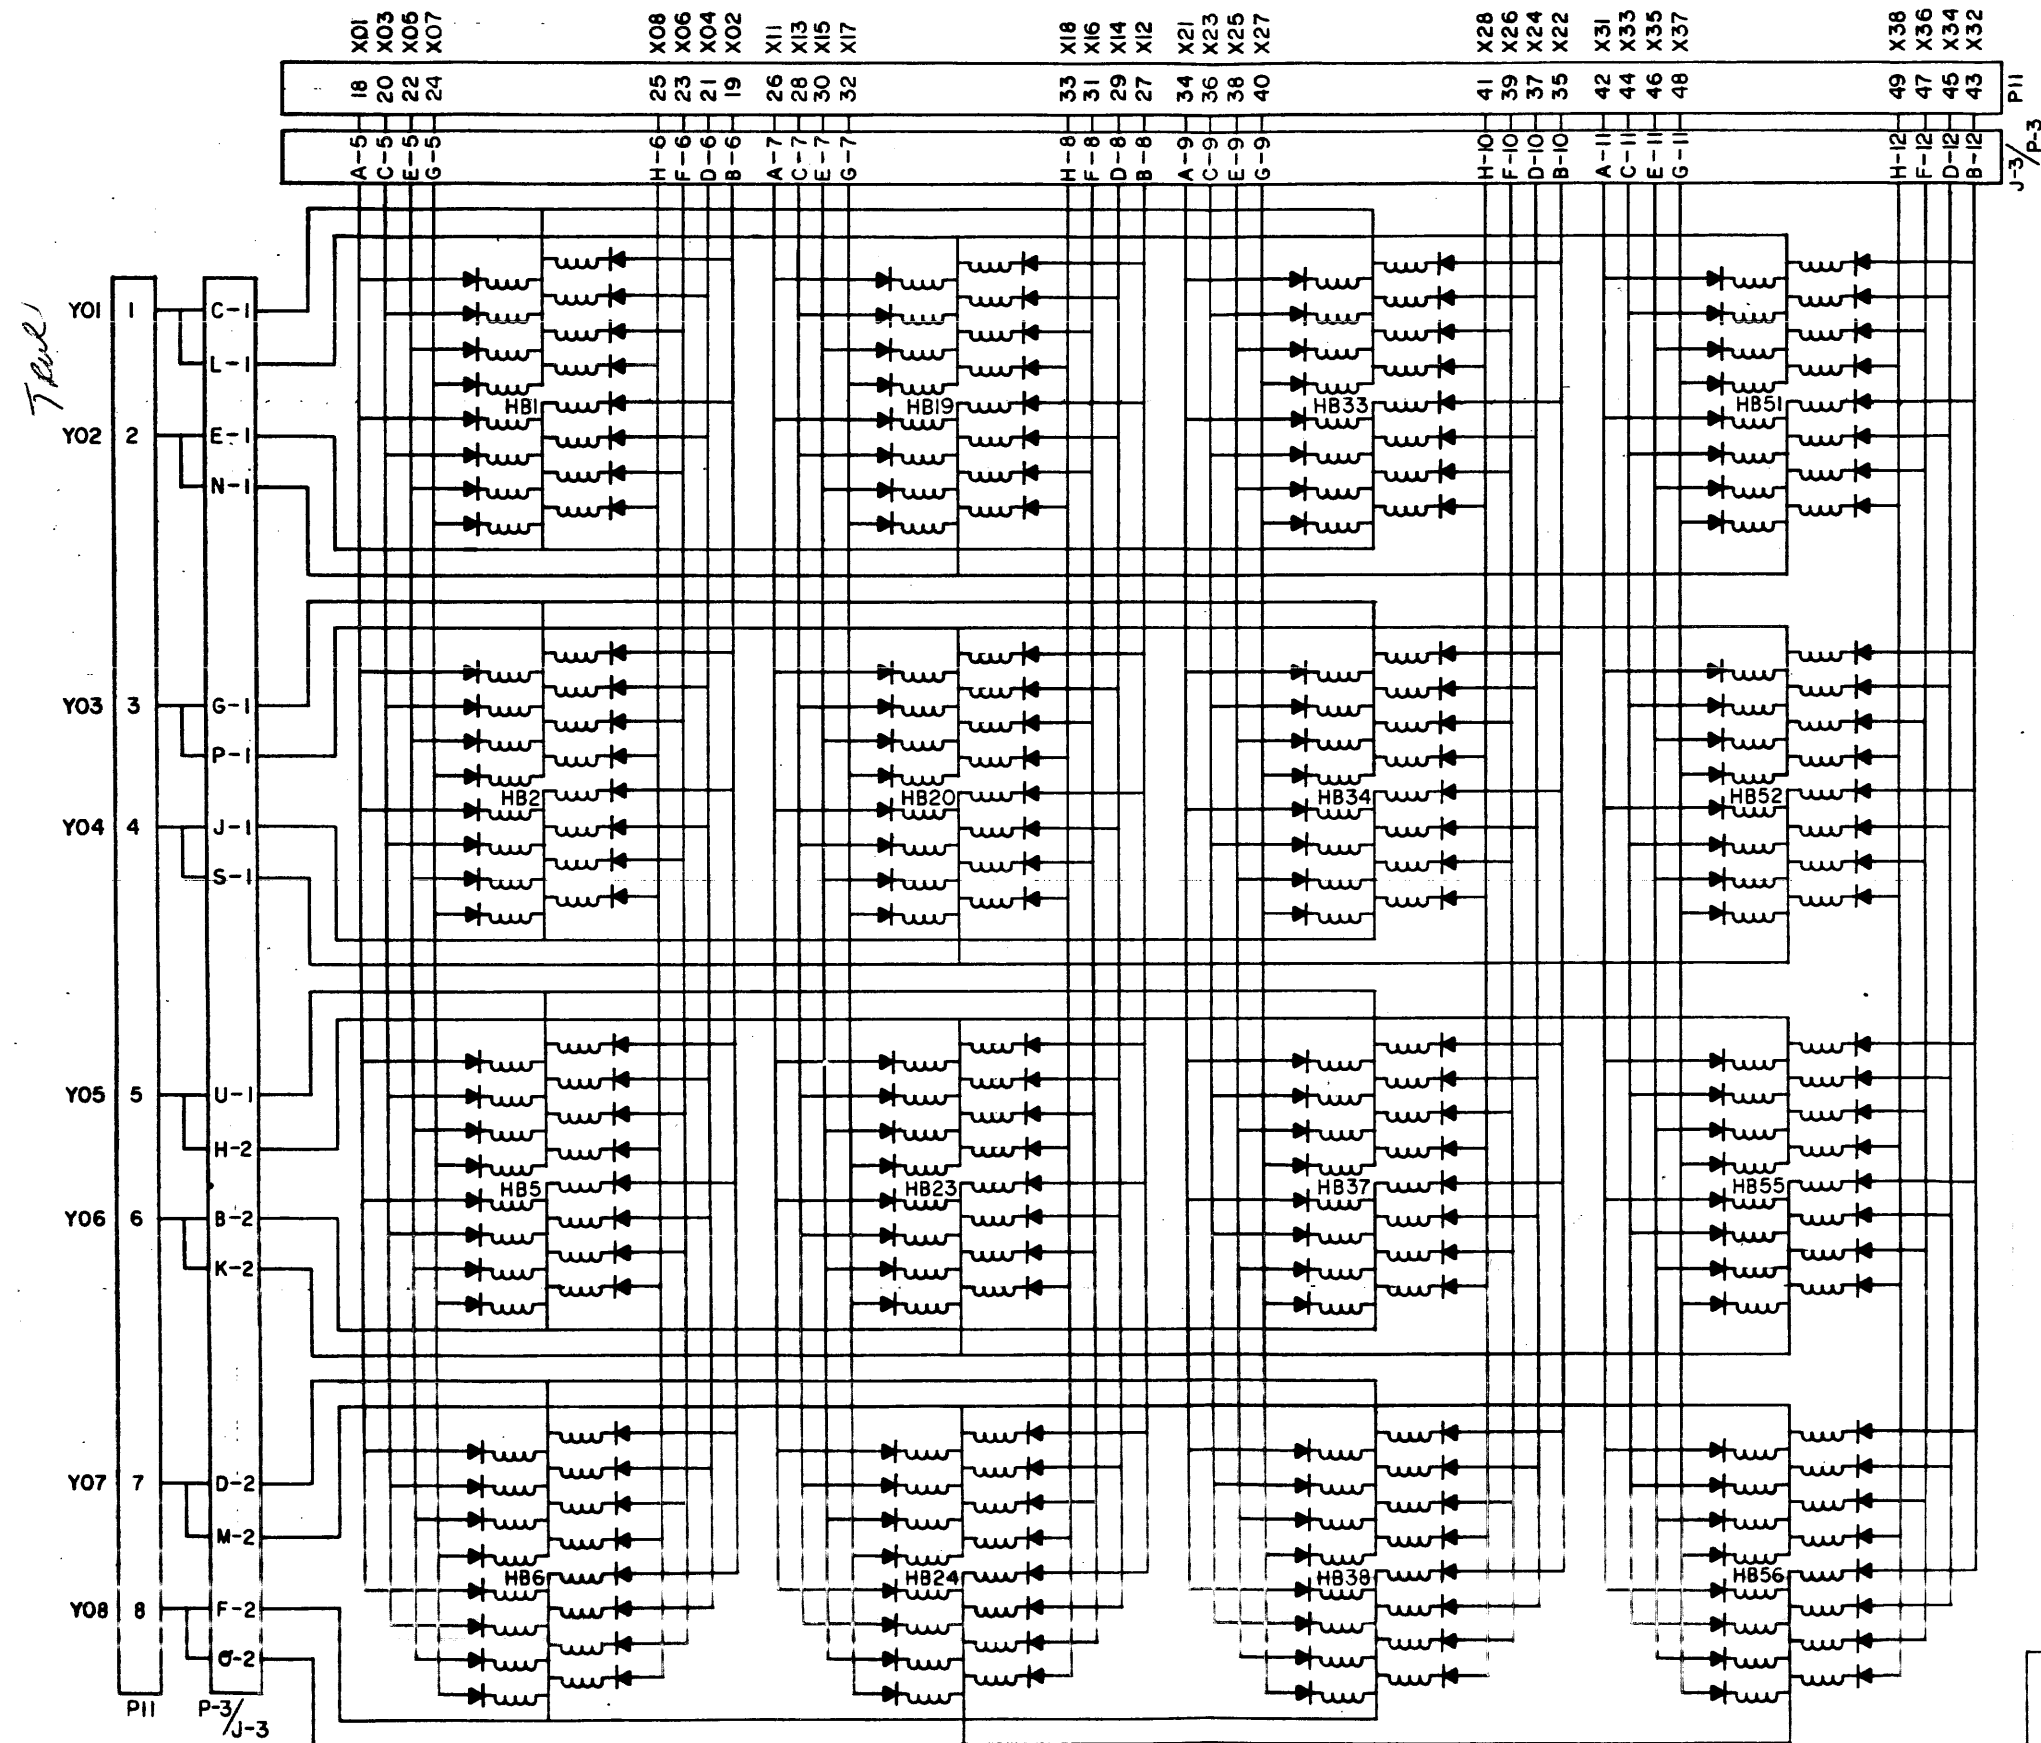 X01 X03 X05 X07 X08 X06 X04 X02 X11 X13 X15 X17 X18 X16 X14 X12 X21 X23 X25 X27 X28 X26 X24 X22 X31 X33 X35 X37 X38 X36 X34 X32
18 20 22 24 25 23 21 19 26 28 30 32 33 31 29 27 34 36 38 40 41 39 37 35 42 44 46 48 49 47 45 43 P11
A-5 C-5 E-5 G-5 H-6 F-6 D-6 B-6 A-7 C-7 E-7 G-7 H-8 F-8 D-8 B-8 A-9 C-9 E-9 G-9 H-10 F-10 D-10 B-10 A-11 C-11 E-11 G-11 H-12 F-12 D-12 B-12 J-3/P-3
Y01 1 C-1
L-1
HB1 HB19 HB33 HB51
Y02 2 E-1
N-1
Y03 3 G-1
P-1
HB2 HB20 HB34 HB52
Y04 4 J-1
S-1
Y05 5 U-1
H-2
HB5 HB23 HB37 HB55
Y06 6 B-2
K-2
Y07 7 D-2
M-2
HB6 HB24 HB38 HB56
Y08 8 F-2
-2
P11 P-3/J-3